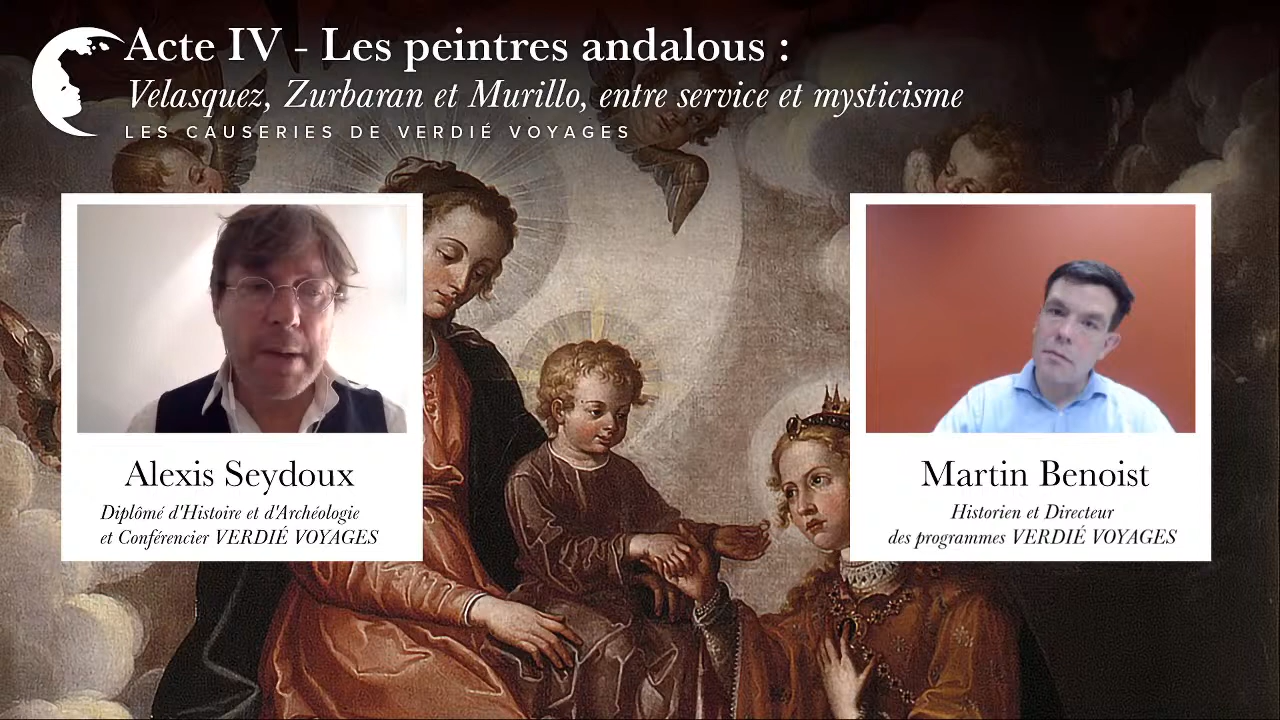 Acte IV - Les peintres andalous :
Velasquez, Zurbaran et Murillo, entre service et mysticisme
LES CAUSERIES DE VERDIÉ VOYAGES
Alexis Seydoux
Diplômé d'Histoire et d'Archéologie
et Conférencier VERDIÉ VOYAGES
Martin Benoist
Historien et Directeur
des programmes VERDIÉ VOYAGES